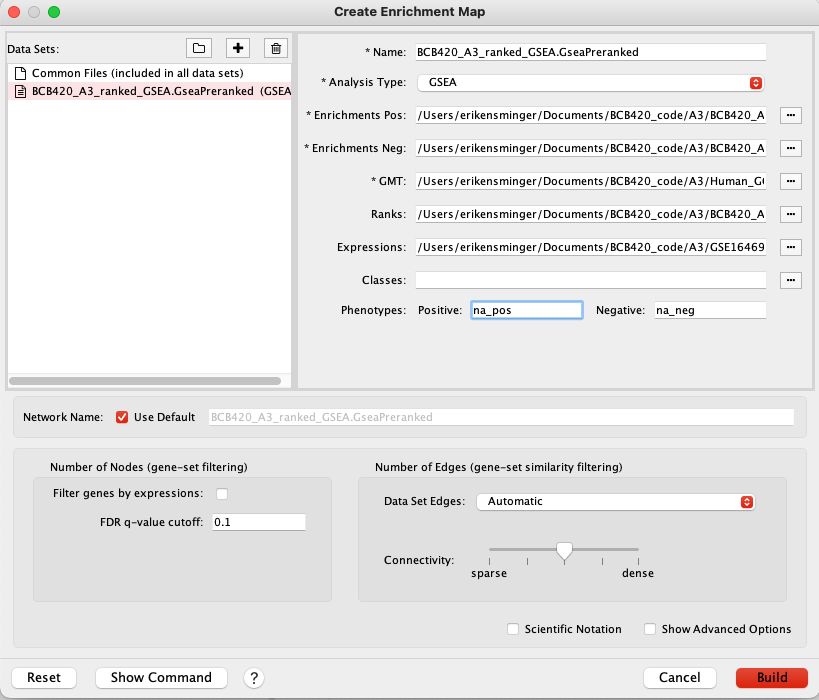 Create Enrichment Map
Data Sets:
Common Files (included in all data sets)
BCB420_A3_ranked_GSEA.GseaPreranked (GSEA
* Name: BCB420_A3_ranked_GSEA.GseaPreranked
* Analysis Type: GSEA
* Enrichments Pos: /Users/erikensminger/Documents/BCB420_code/A3/BCB420_A ...
* Enrichments Neg: /Users/erikensminger/Documents/BCB420_code/A3/BCB420_A ...
* GMT: /Users/erikensminger/Documents/BCB420_code/A3/Human_G ...
Ranks: /Users/erikensminger/Documents/BCB420_code/A3/BCB420_A ...
Expressions: /Users/erikensminger/Documents/BCB420_code/A3/GSE16469 ...
Classes: ...
Phenotypes: Positive: na_pos Negative: na_neg
Network Name: Use Default BCB420_A3_ranked_GSEA.GseaPreranked
Number of Nodes (gene-set filtering)
Filter genes by expressions:
FDR q-value cutoff: 0.1
Number of Edges (gene-set similarity filtering)
Data Set Edges: Automatic
Connectivity:
sparse dense
Scientific Notation Show Advanced Options
Reset Show Command ? Cancel Build